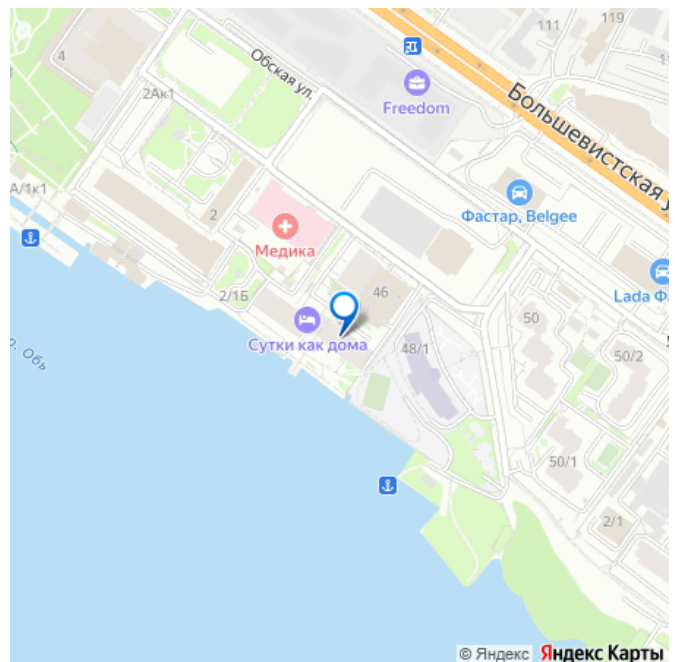 111
119
4
Обская ул.
Freedom
2Ак1
Большевистская у
А/1к1
2
Фастар, Belgee
Медика
Lada Фа
2/1Б
46
50
Сутки как дома
48/1
50/2
р. Обь
50/1
2/1
© Яндекс Яндекс Карты